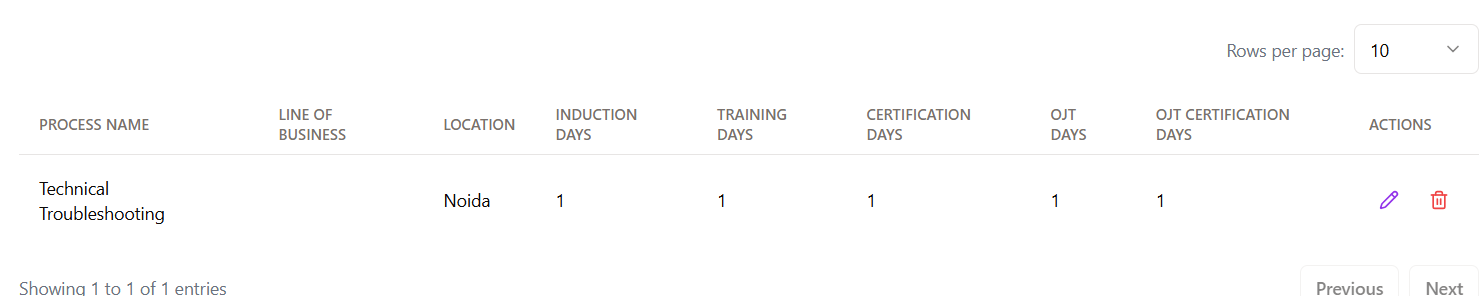 Rows per page: 10
PROCESS NAME LINE OF BUSINESS LOCATION INDUCTION DAYS TRAINING DAYS CERTIFICATION DAYS OJT DAYS OJT CERTIFICATION DAYS ACTIONS
Technical Troubleshooting Noida 1 1 1 1 1
Showing 1 to 1 of 1 entries Previous Next